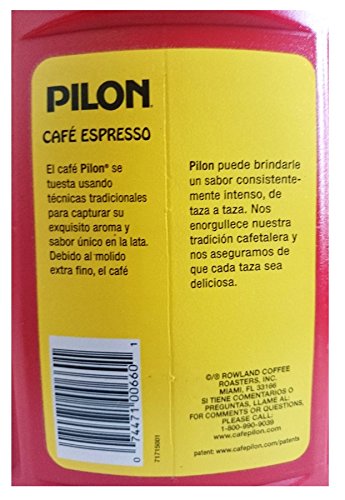 PILON
CAFÉ ESPRESSO
El café Pilon® se
tuesta usando
técnicas tradicionales
para capturar su
exquisito aroma y
sabor único en la lata.
Debido al molido
extra fino, el café
0 74471 00660 1
71715001
Pilon puede brindarle
un sabor consistente-
mente intenso, de
taza a taza. Nos
enorgullece nuestra
tradición cafetalera y
nos aseguramos de
que cada taza sea
deliciosa.
©/® ROWLAND COFFEE
ROASTERS, INC.
MIAMI, FL 33166
SI TIENE COMENTARIOS O
PREGUNTAS, LLAME AL:
FOR COMMENTS OR QUESTIONS,
PLEASE CALL:
1-800-990-9039
www.cafepilon.com
patent: www.cafepilon.com/patents